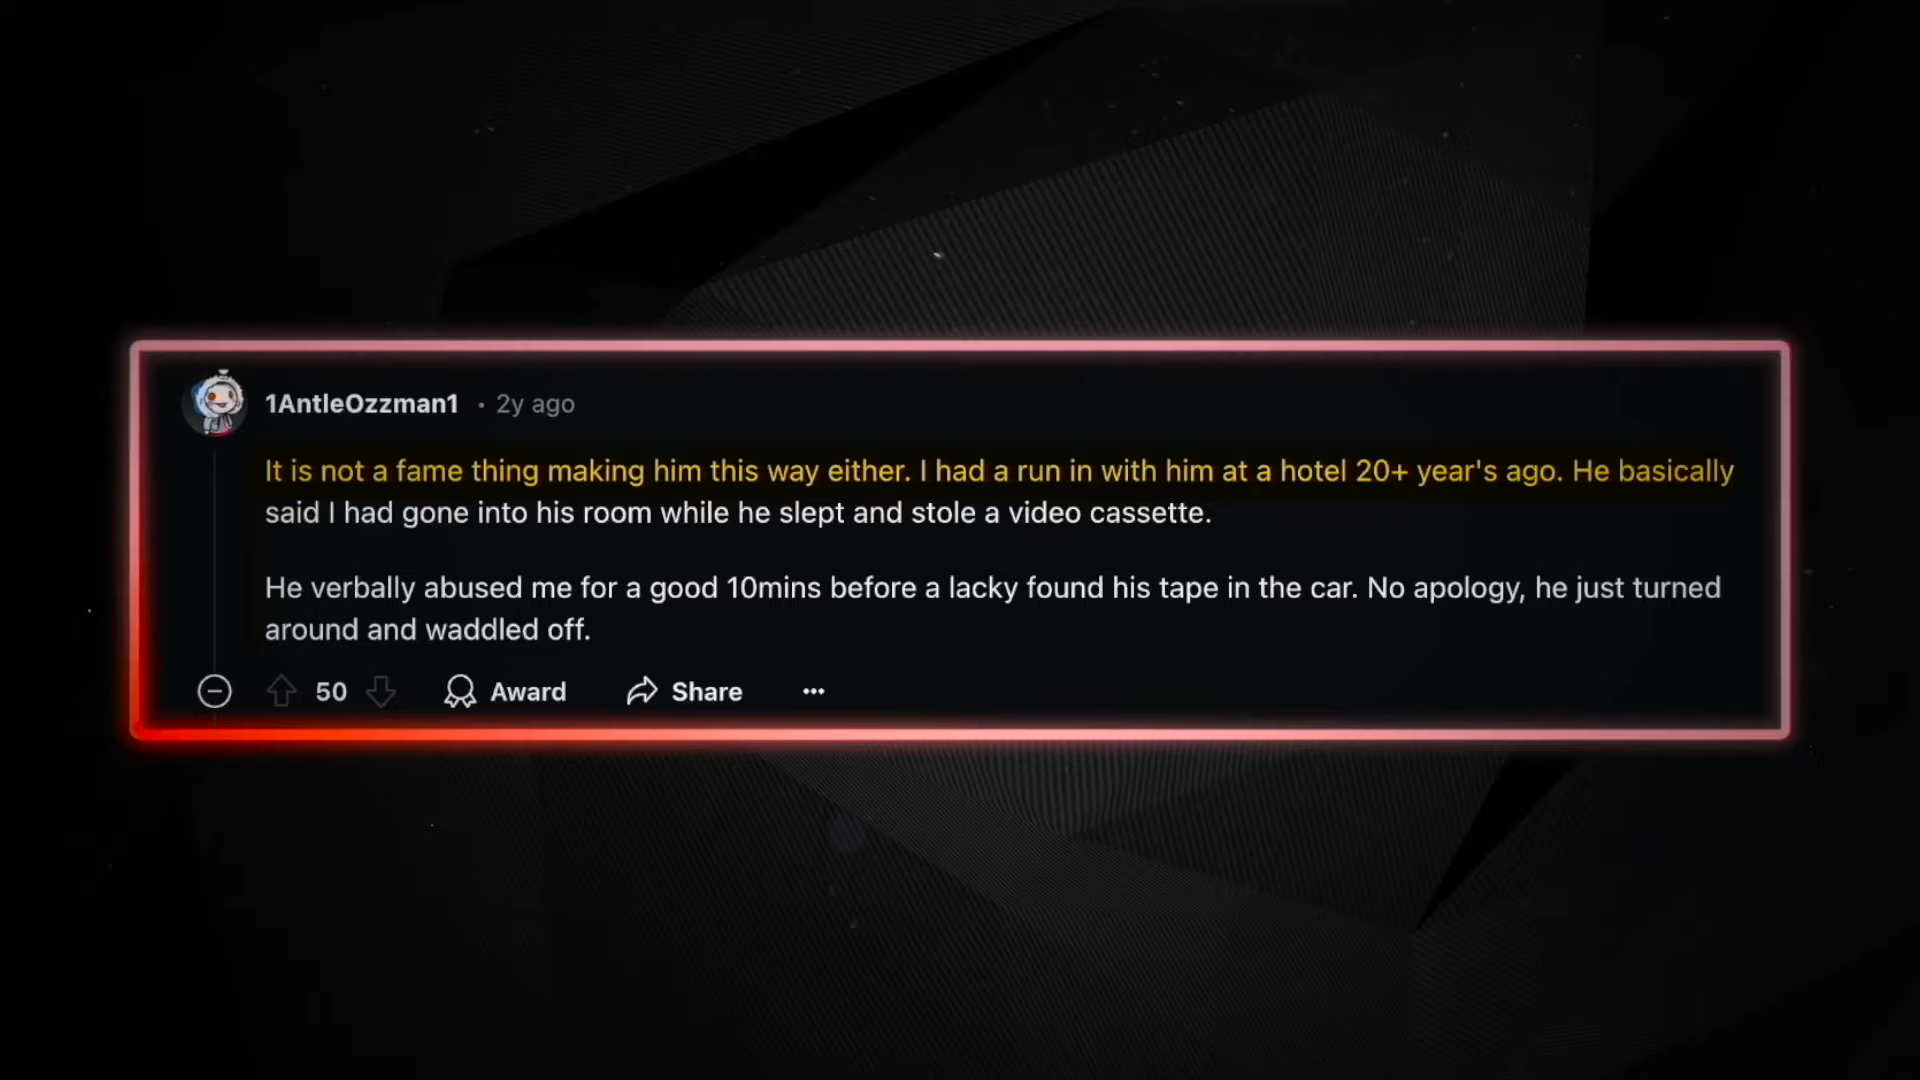 1AntleOzzman1 • 2y ago
It is not a fame thing making him this way either. I had a run in with him at a hotel 20+ year's ago. He basically
said I had gone into his room while he slept and stole a video cassette.
He verbally abused me for a good 10mins before a lacky found his tape in the car. No apology, he just turned
around and waddled off.
50 Award Share